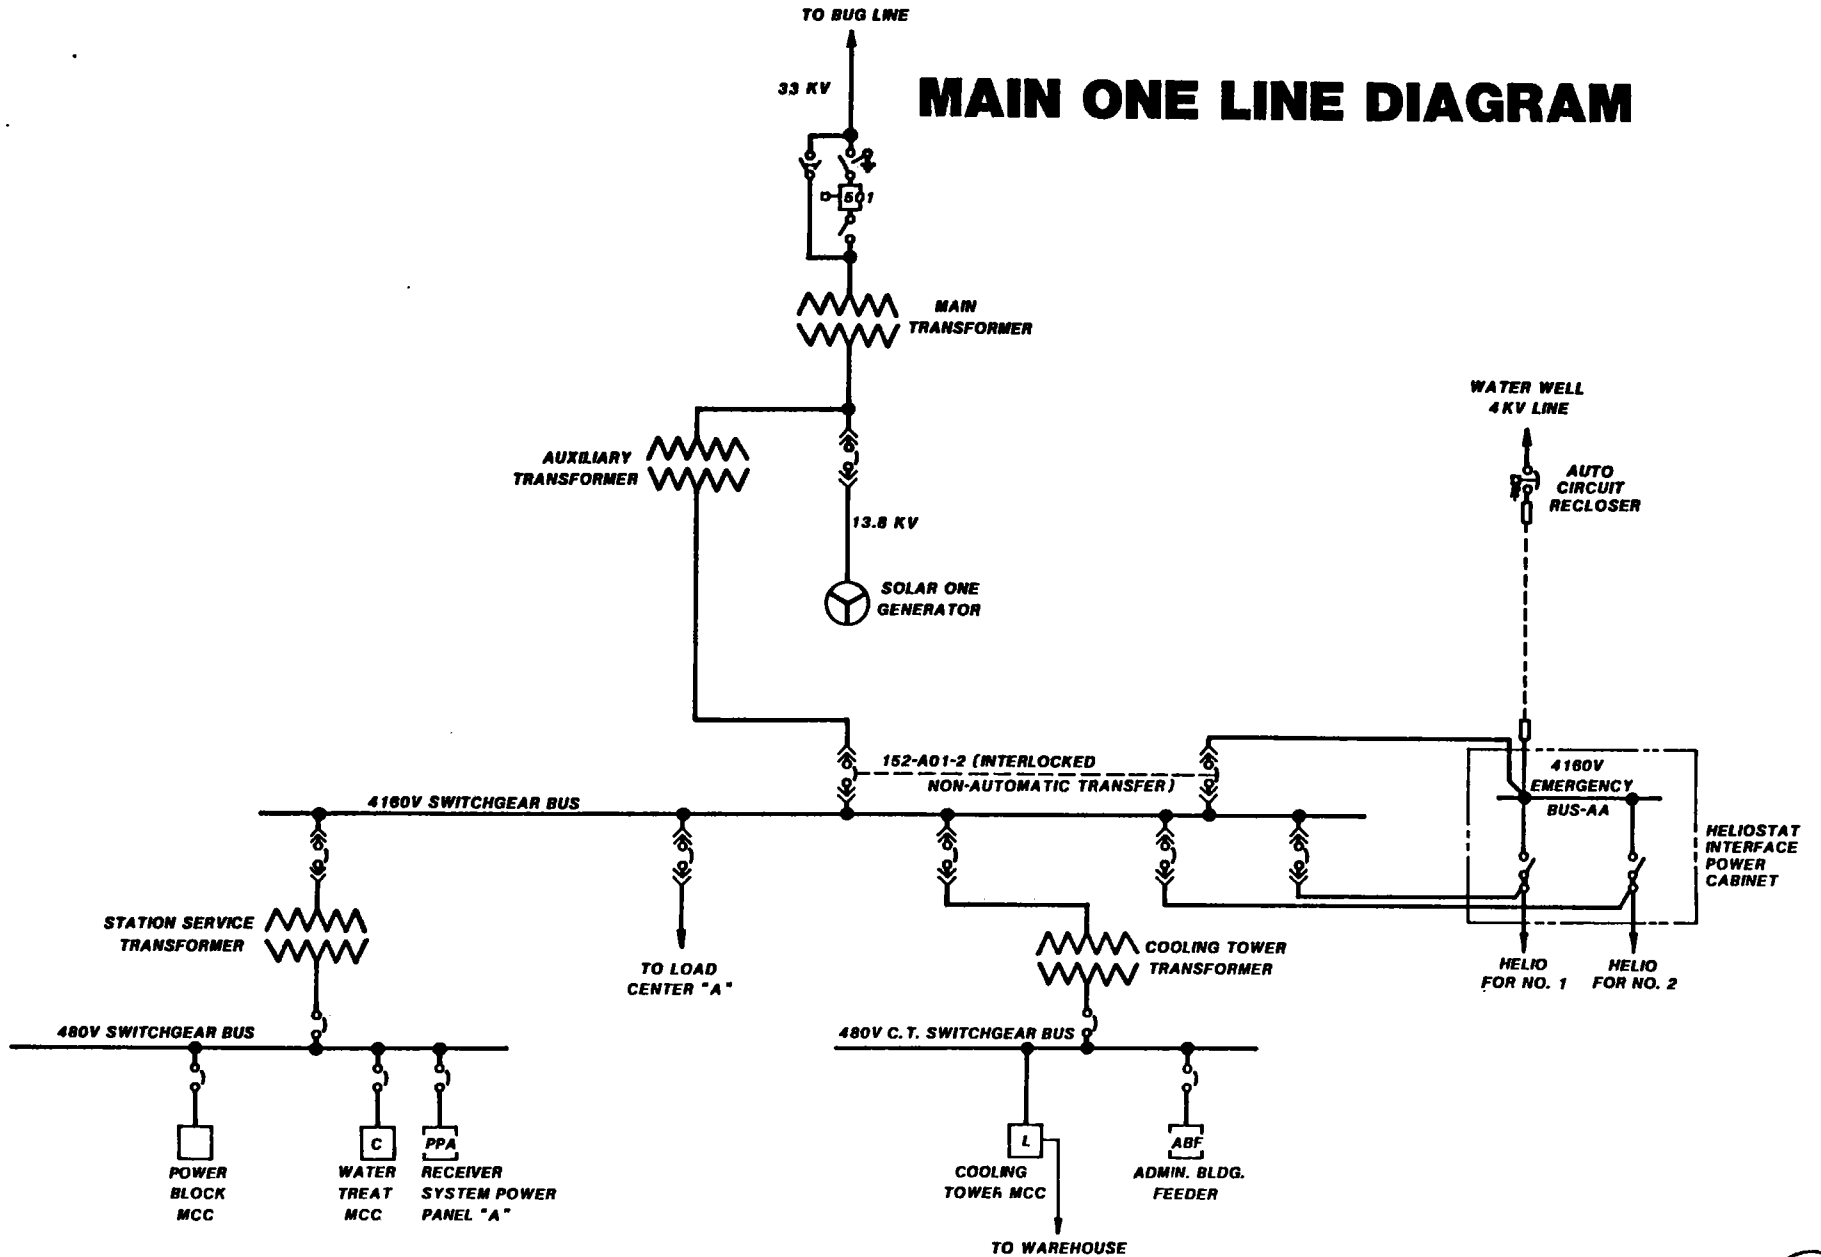 TO BUG LINE
33 KV
MAIN ONE LINE DIAGRAM
501
MAIN
TRANSFORMER
WATER WELL
4 KV LINE
AUXILIARY
TRANSFORMER
AUTO
CIRCUIT
RECLOSER
13.8 KV
SOLAR ONE
GENERATOR
152-A01-2 (INTERLOCKED
NON-AUTOMATIC TRANSFER)
4160V
EMERGENCY
BUS-AA
4160V SWITCHGEAR BUS
HELIOSTAT
INTERFACE
POWER
CABINET
STATION SERVICE
TRANSFORMER
TO LOAD
CENTER "A"
COOLING TOWER
TRANSFORMER
HELIO
FOR NO. 1
HELIO
FOR NO. 2
480V SWITCHGEAR BUS
480V C.T. SWITCHGEAR BUS
C
PPA
L
ABF
POWER
BLOCK
MCC
WATER
TREAT
MCC
RECEIVER
SYSTEM POWER
PANEL "A"
COOLING
TOWER MCC
ADMIN. BLDG.
FEEDER
TO WAREHOUSE